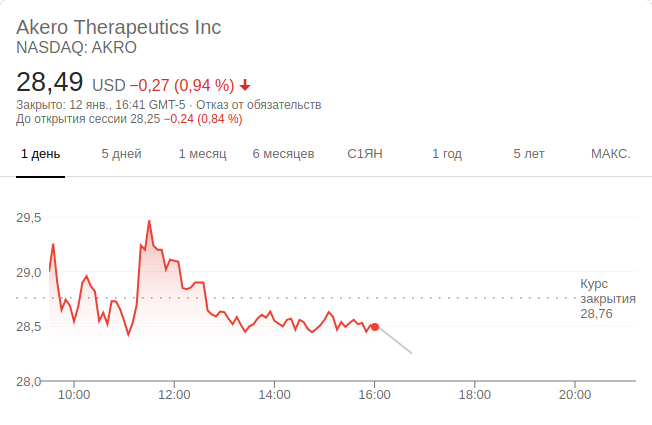 Akero Therapeutics Inc
NASDAQ: AKRO
28,49 USD −0,27 (0,94 %)
Закрыто: 12 янв., 16:41 GMT-5 · Отказ от обязательств
До открытия сессии 28,25 −0,24 (0,84 %)
1 день 5 дней 1 месяц 6 месяцев С1ЯН 1 год 5 лет МАКС.
29,5
29,0
Курс
закрытия
28,76
28,5
28,0
10:00 12:00 14:00 16:00 18:00 20:00